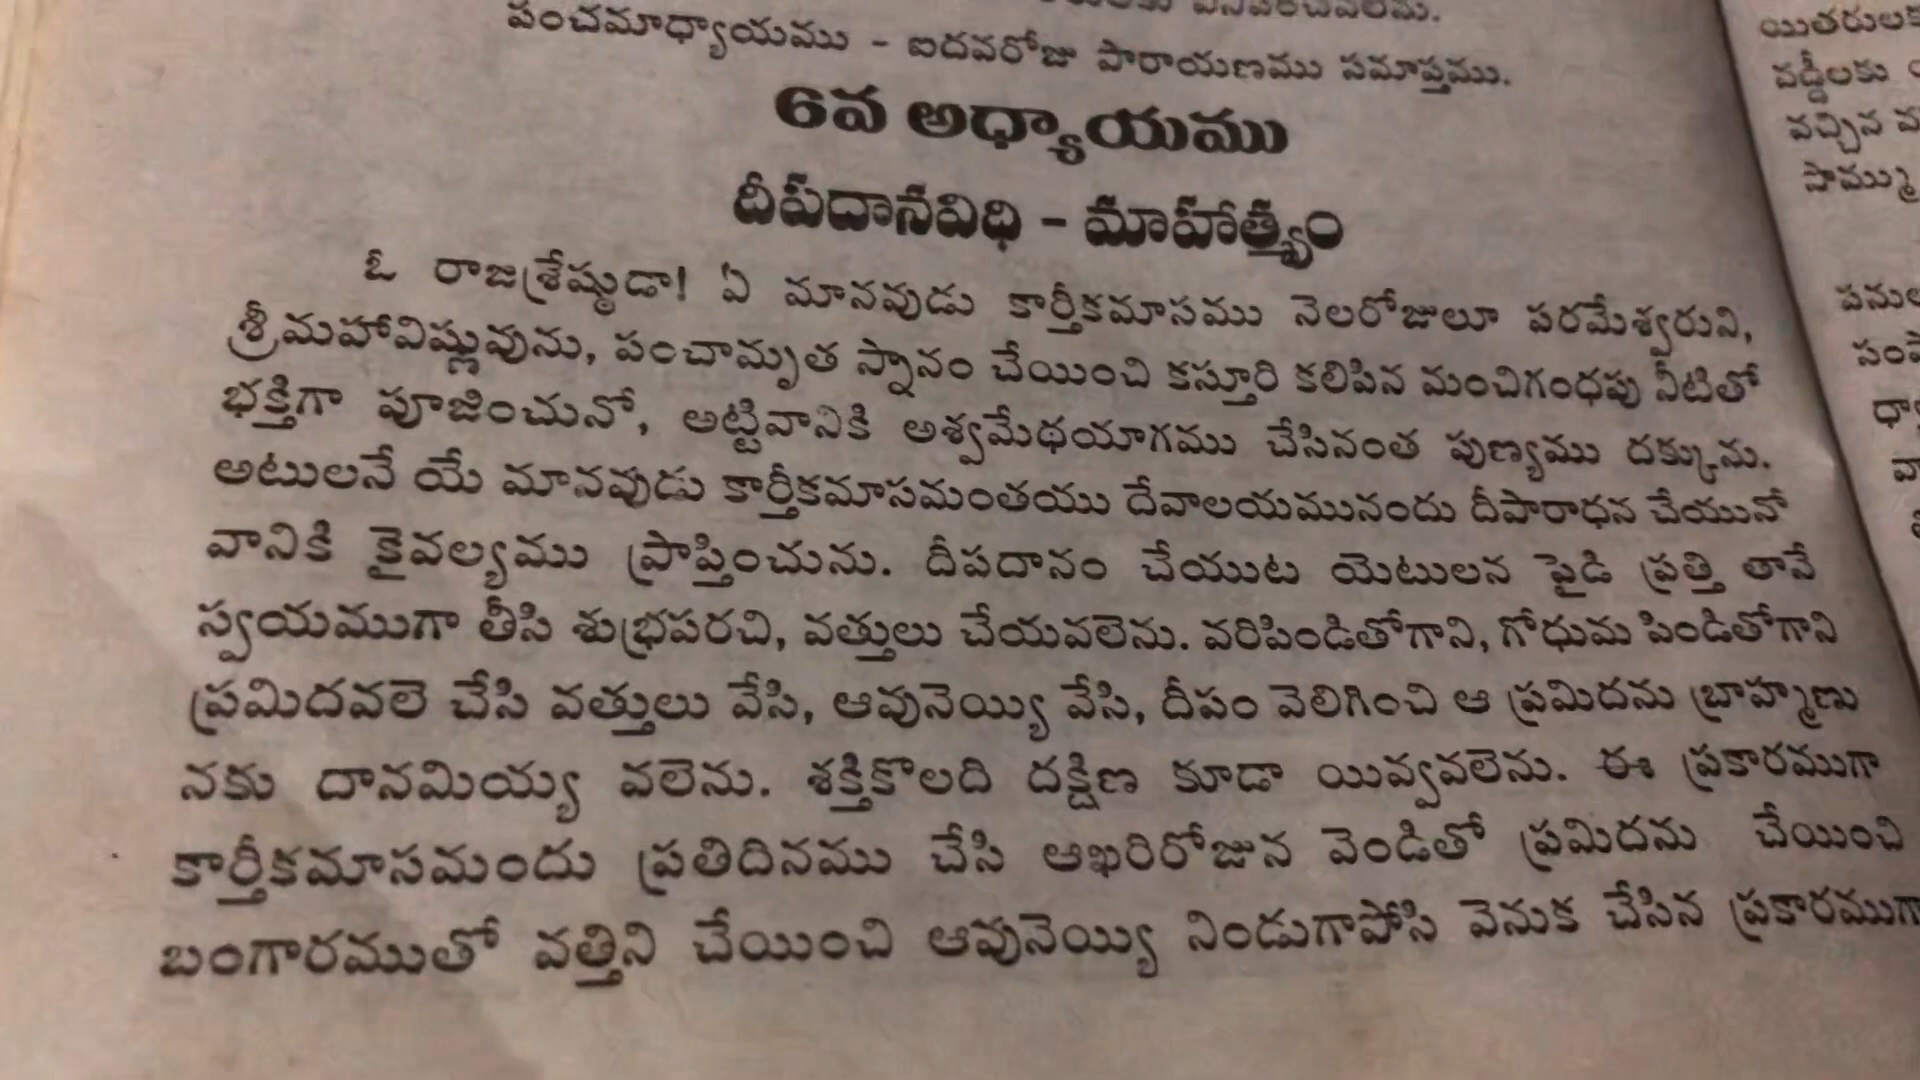 పంచమాధ్యాయము - ఐదవరోజు పారాయణము సమాప్తము.
6వ అధ్యాయము
దీపదానవిధి - మాహాత్మ్యం
ఓ రాజశ్రేష్ఠుడా! ఏ మానవుడు కార్తీకమాసము నెలరోజులూ పరమేశ్వరుని,
శ్రీమహావిష్ణువును, పంచామృత స్నానం చేయించి కస్తూరి కలిపిన మంచిగంధపు నీటితో
భక్తిగా పూజించునో, అట్టివానికి అశ్వమేథయాగము చేసినంత పుణ్యము దక్కును.
అటులనే యే మానవుడు కార్తీకమాసమంతయు దేవాలయమునందు దీపారాధన చేయునో
వానికి కైవల్యము ప్రాప్తించును. దీపదానం చేయుట యెటులన పైడి ప్రత్తి తానే
స్వయముగా తీసి శుభ్రపరచి, వత్తులు చేయవలెను. వరిపిండితోగాని, గోధుమ పిండితోగాని
ప్రమిదవలె చేసి వత్తులు వేసి, ఆవునెయ్యి వేసి, దీపం వెలిగించి ఆ ప్రమిదను బ్రాహ్మణు
నకు దానమియ్య వలెను. శక్తికొలది దక్షిణ కూడా యివ్వవలెను. ఈ ప్రకారముగా
కార్తీకమాసమందు ప్రతిదినము చేసి ఆఖరిరోజున వెండితో ప్రమిదను చేయించి
బంగారముతో వత్తిని చేయించి ఆవునెయ్యి నిండుగాపోసి వెనుక చేసిన ప్రకారముగా
వచ్చిన
సొమ్ము